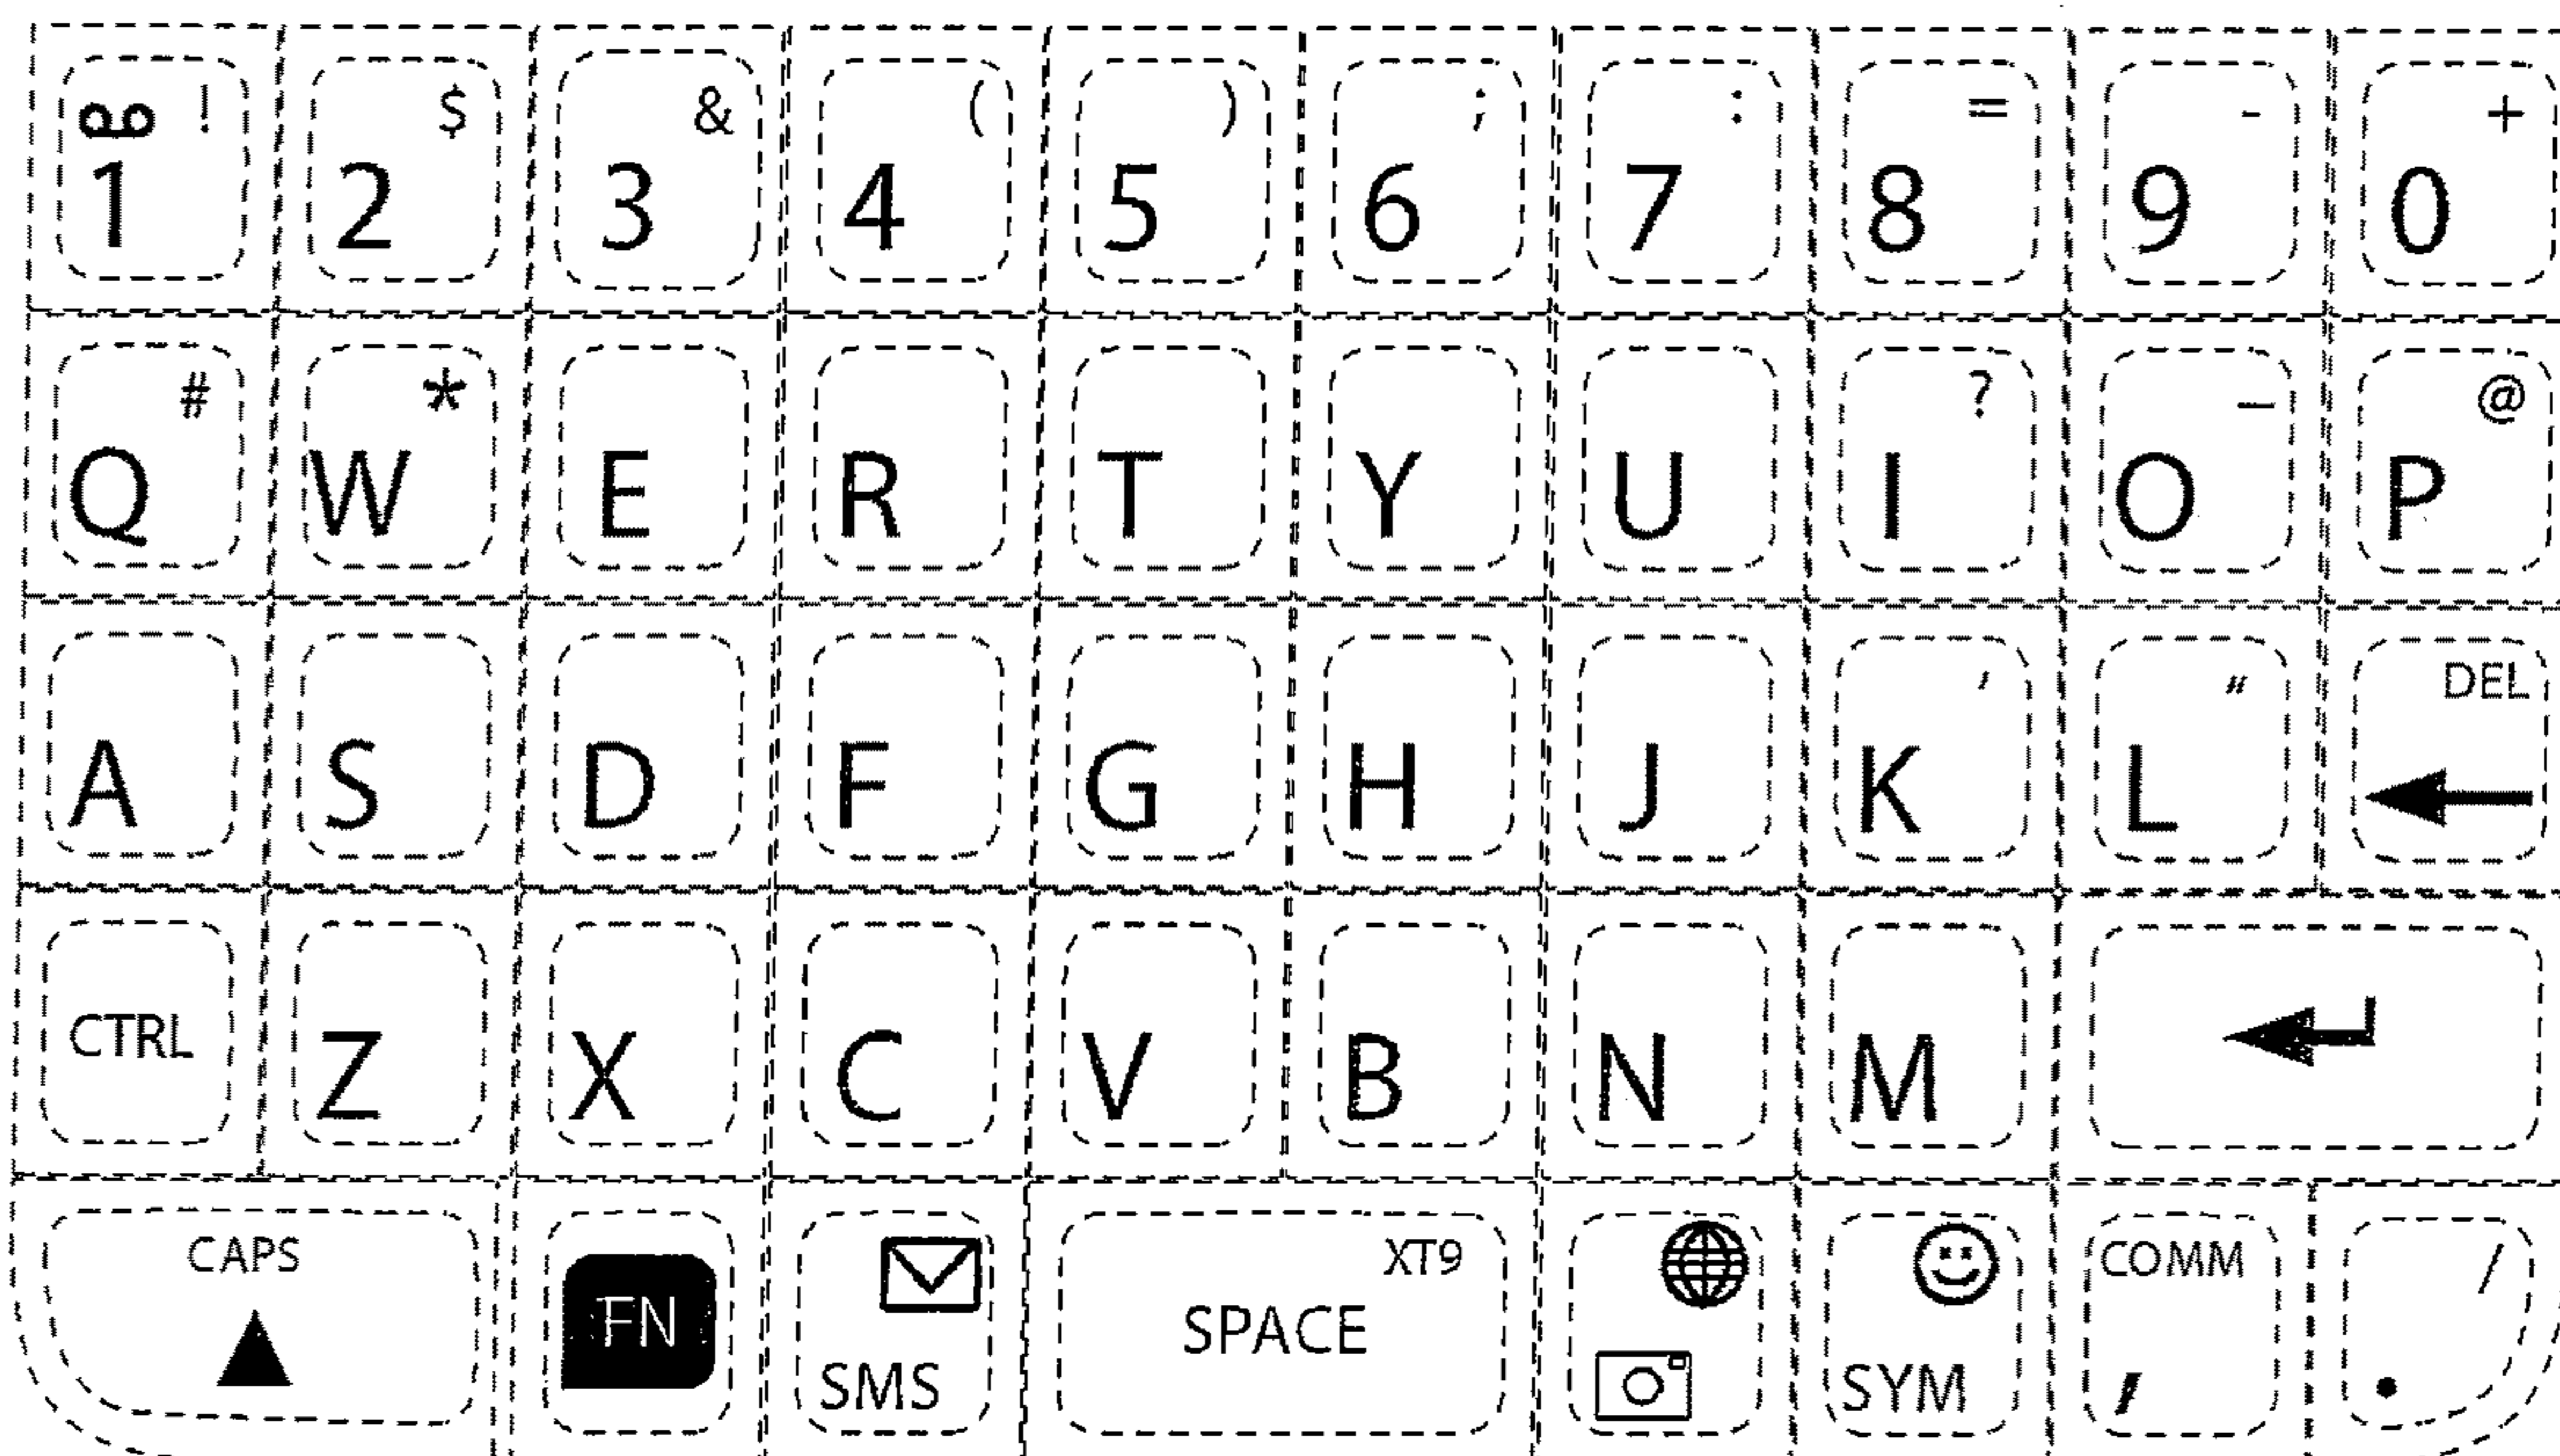 ! $ & ( ) ; : = - +
1 2 3 4 5 6 7 8 9 0
# * ? _ @
Q W E R T Y U I O P
' " DEL
A S D F G H J K L
CTRL Z X C V B N M
CAPS XT9 COMM /
FN SPACE
SMS SYM , .